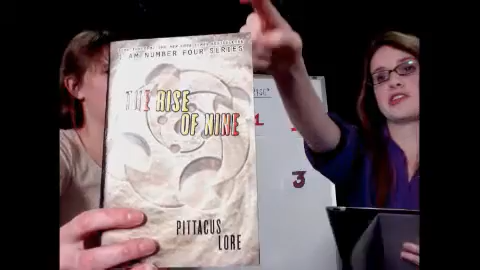 I AM NUMBER FOUR SERIES
THE RISE
OF NINE
PITTACUS
LORE
1
3